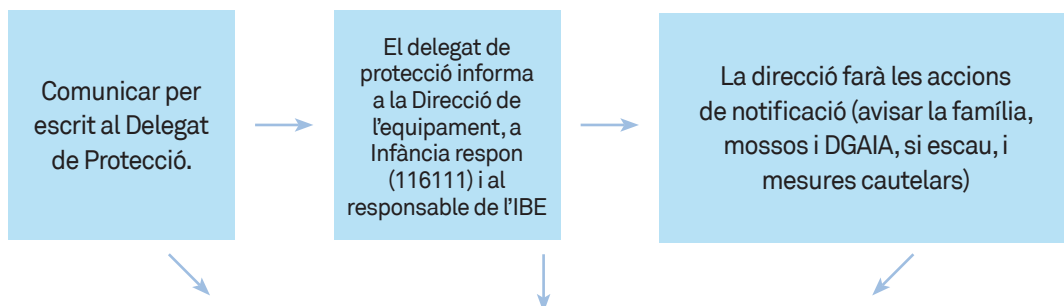 Comunicar per
escrit al Delegat
de Protecció.
El delegat de
protecció informa
a la Direcció de
l'equipament, a
Infància respon
(116111) i al
responsable de l'IBE
La direcció farà les accions
de notificació (avisar la família,
mossos i DGAIA, si escau, i
mesures cautelars)